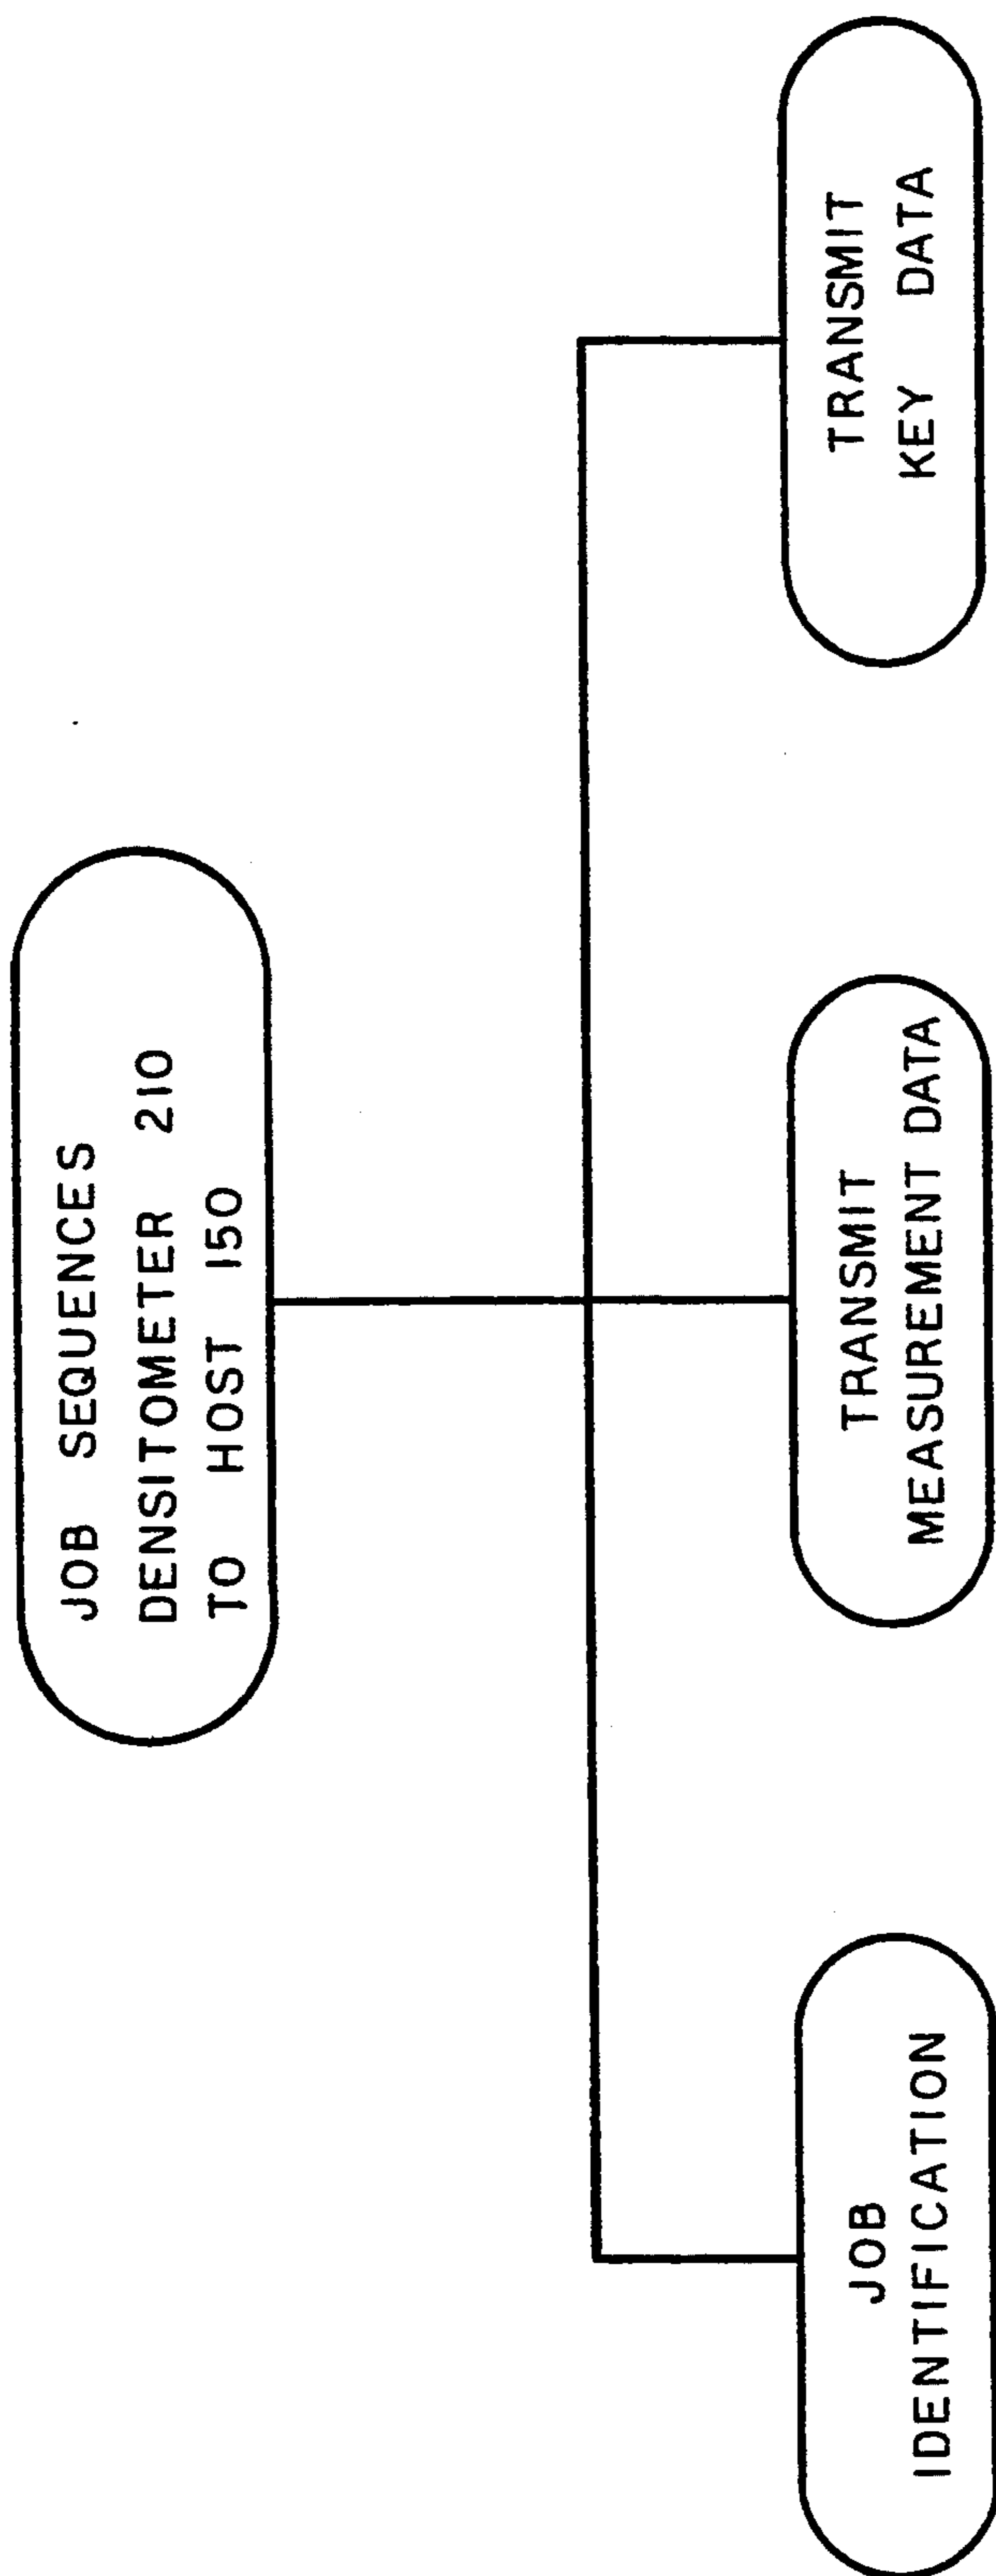 JOB SEQUENCES
DENSITOMETER 210
TO HOST 150
JOB
IDENTIFICATION
TRANSMIT
MEASUREMENT DATA
TRANSMIT
KEY DATA